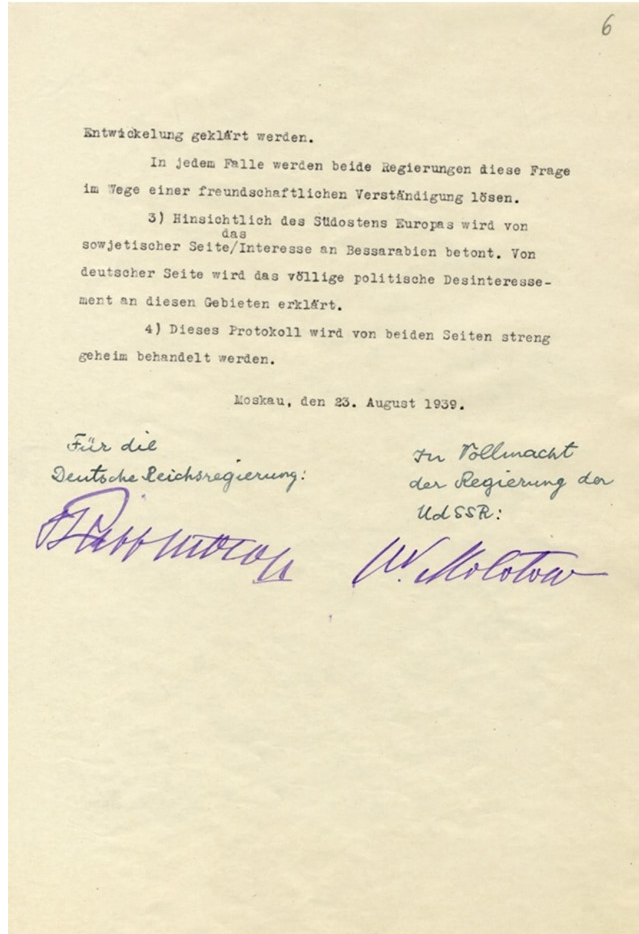 6
Entwickelung geklärt werden.
In jedem Falle werden beide Regierungen diese Frage
im Wege einer freundschaftlichen Verständigung lösen.
3) Hinsichtlich des Südostens Europas wird von
das
sowjetischer Seite/Interesse an Bessarabien betont. Von
deutscher Seite wird das völlige politische Desinteresse-
ment an diesen Gebieten erklärt.
4) Dieses Protokoll wird von beiden Seiten streng
geheim behandelt werden.
Moskau, den 23. August 1939.
Für die
Deutsche Reichsregierung:
In Vollmacht
der Regierung der
UdSSR:
W. Molotow